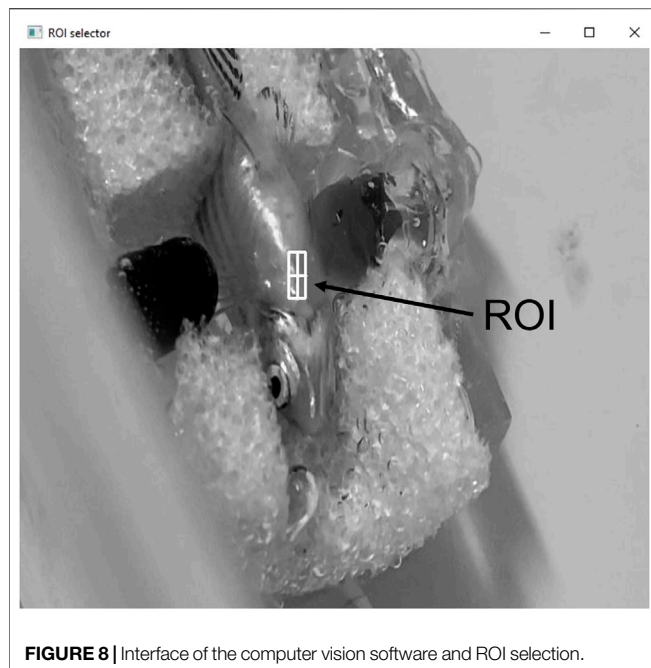 ROI selector
ROI
FIGURE 8 | Interface of the computer vision software and ROI selection.